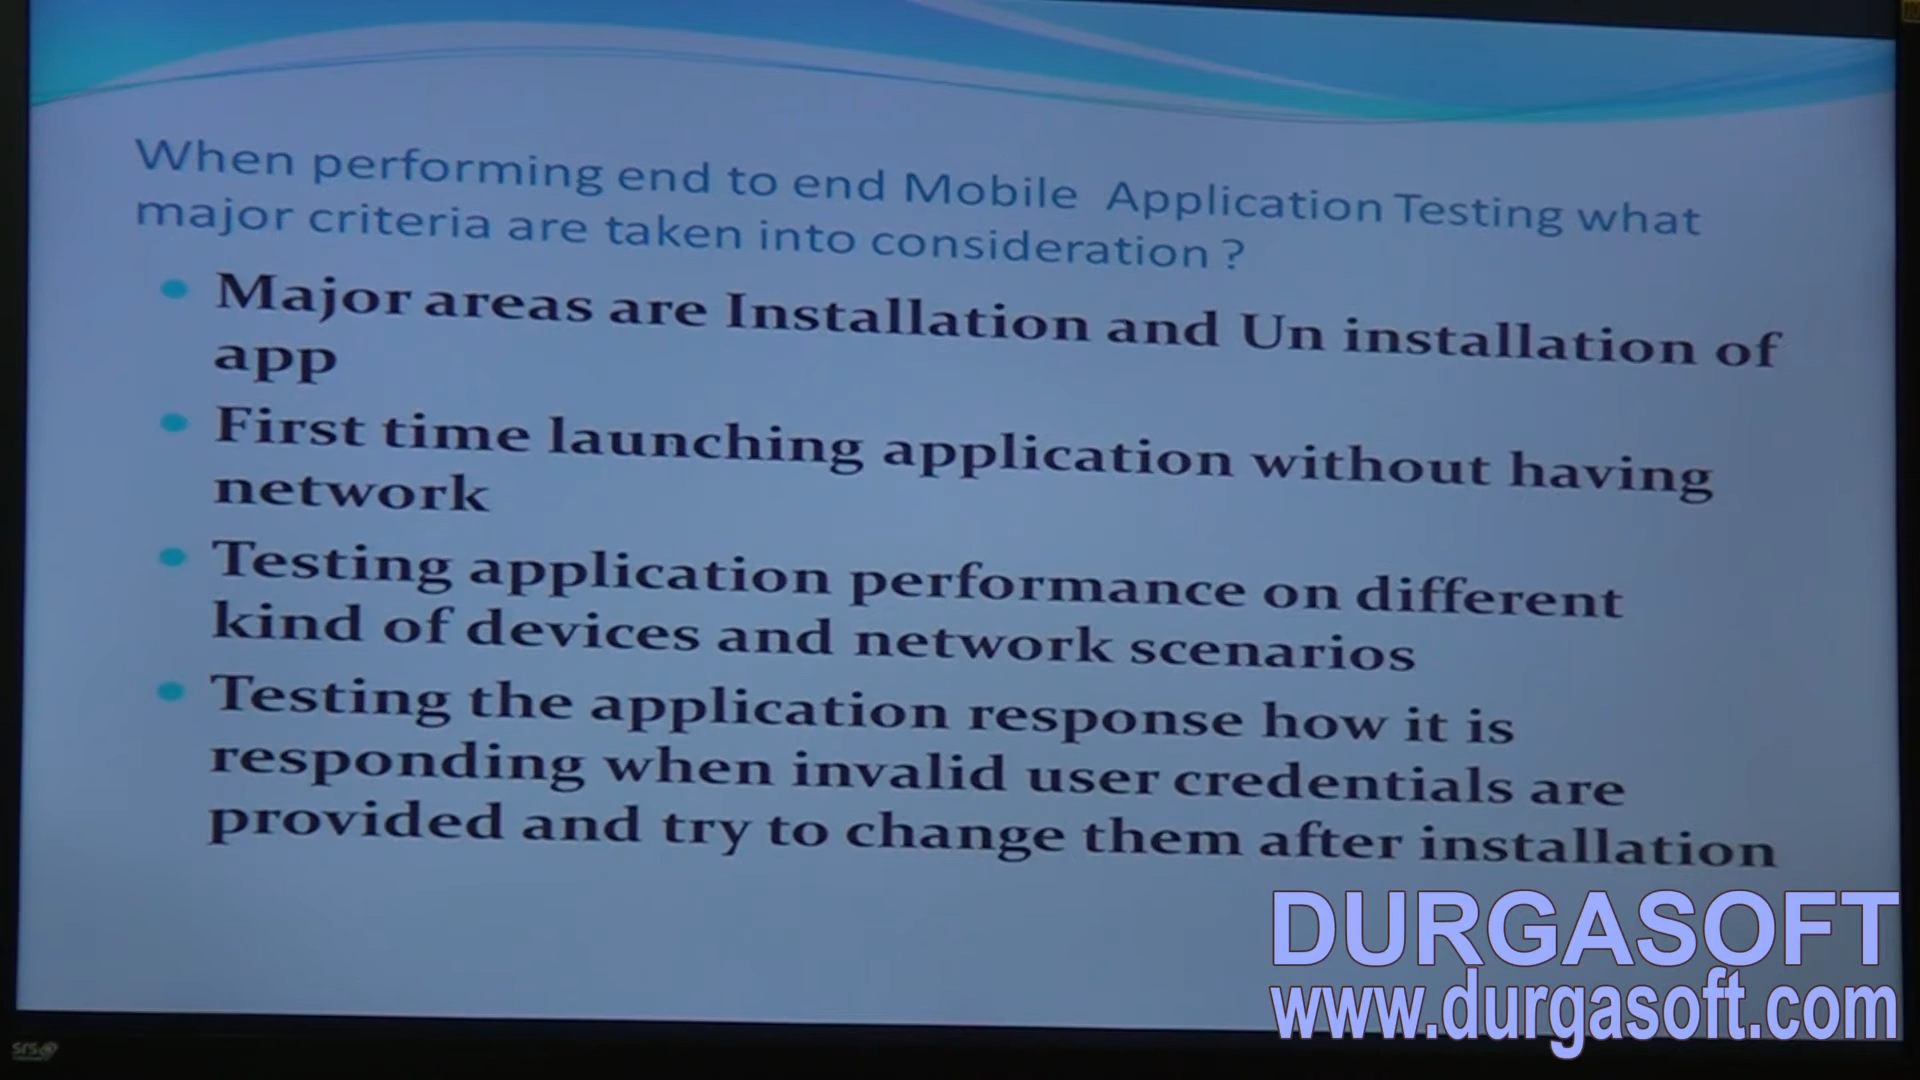 When performing end to end Mobile Application Testing what
major criteria are taken into consideration ?
• Major areas are Installation and Un installation of
app
• First time launching application without having
network
• Testing application performance on different
kind of devices and network scenarios
• Testing the application response how it is
responding when invalid user credentials are
provided and try to change them after installation
DURGASOFT
www.durgasoft.com
SRS